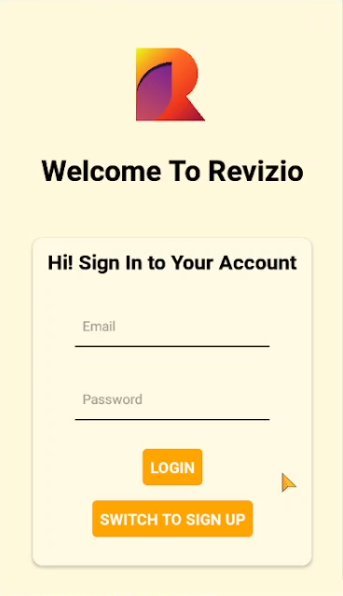 Welcome To Revizio
Hi! Sign In to Your Account
Email
Password
LOGIN
SWITCH TO SIGN UP